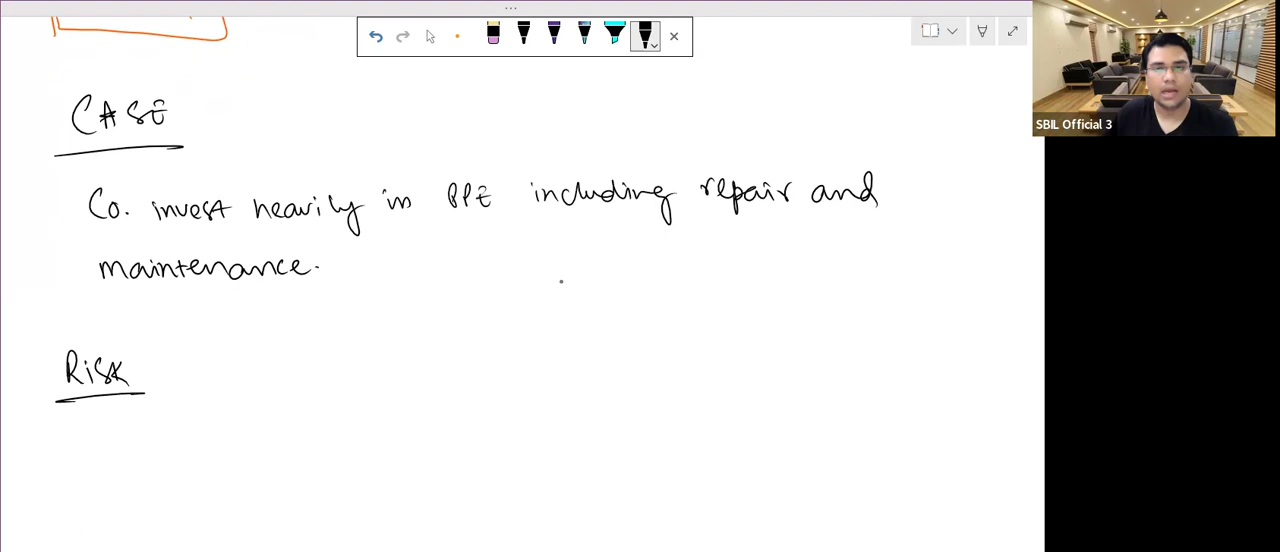 CASE
Co. invest heavily in PPE including repair and
maintenance.
Risk
SBIL Official 3